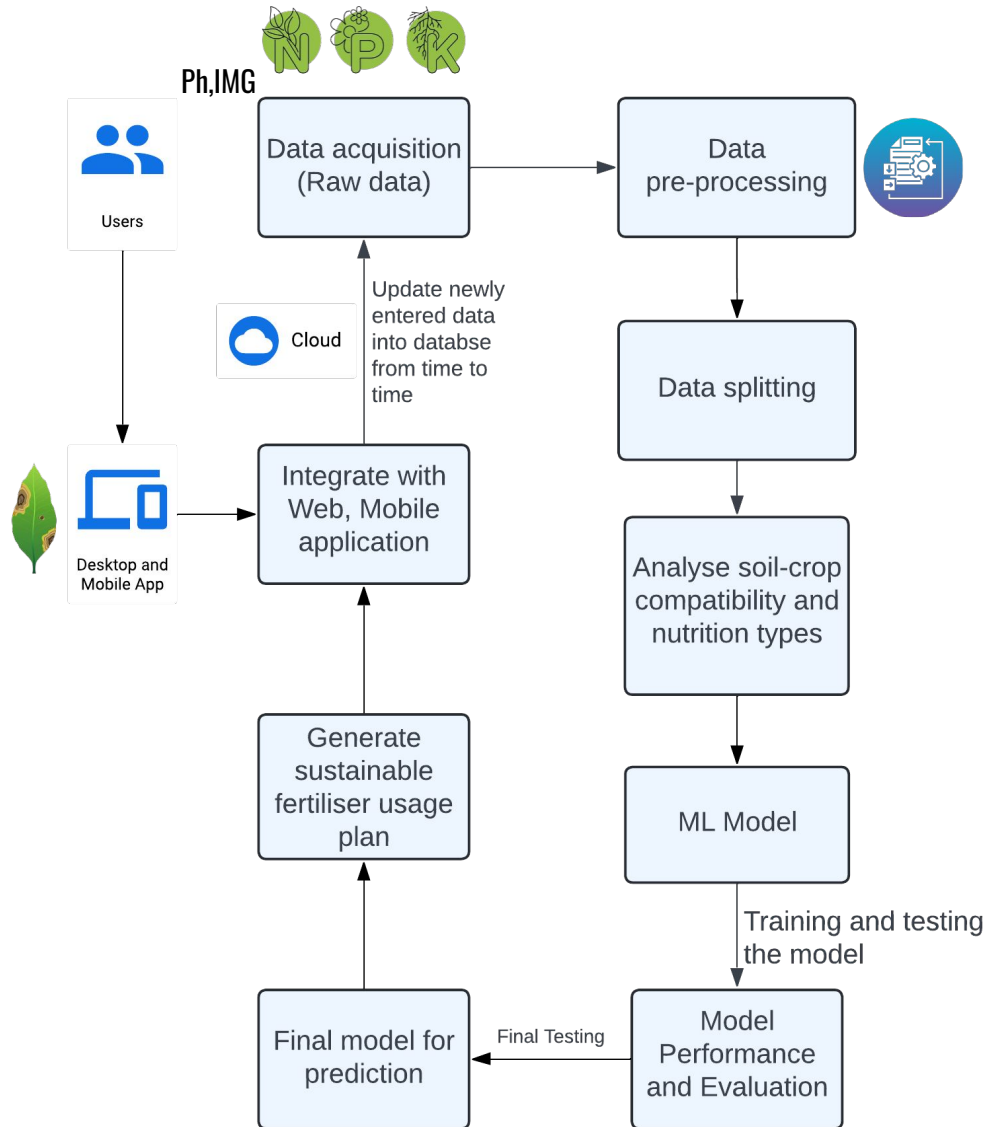 N P K
Ph,IMG
Users
Data acquisition
(Raw data)
Data
pre-processing
Cloud
Update newly
entered data
into databse
from time to
time
Data splitting
Desktop and
Mobile App
Integrate with
Web, Mobile
application
Analyse soil-crop
compatibility and
nutrition types
Generate
sustainable
fertiliser usage
plan
ML Model
Training and testing
the model
Final model for
prediction
Final Testing
Model
Performance
and Evaluation